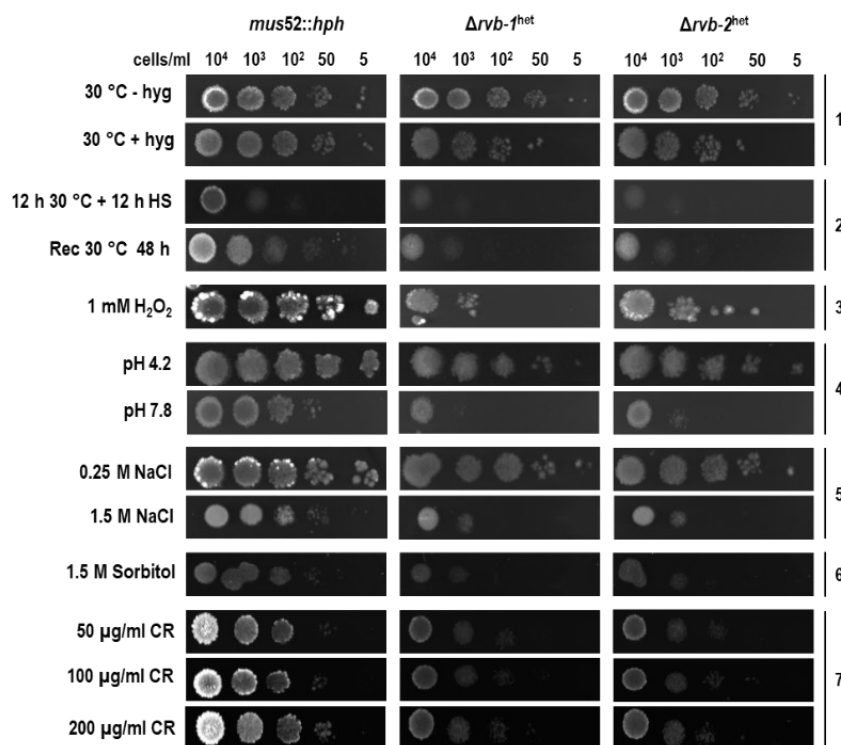 mus52::hph Δrvb-1het Δrvb-2het
cells/ml 10⁴ 10³ 10² 50 5 10⁴ 10³ 10² 50 5 10⁴ 10³ 10² 50 5
30 °C - hyg
1
30 °C + hyg
12 h 30 °C + 12 h HS
2
Rec 30 °C 48 h
1 mM H₂O₂ 3
pH 4.2
4
pH 7.8
0.25 M NaCl
5
1.5 M NaCl
1.5 M Sorbitol 6
50 µg/ml CR
100 µg/ml CR 7
200 µg/ml CR